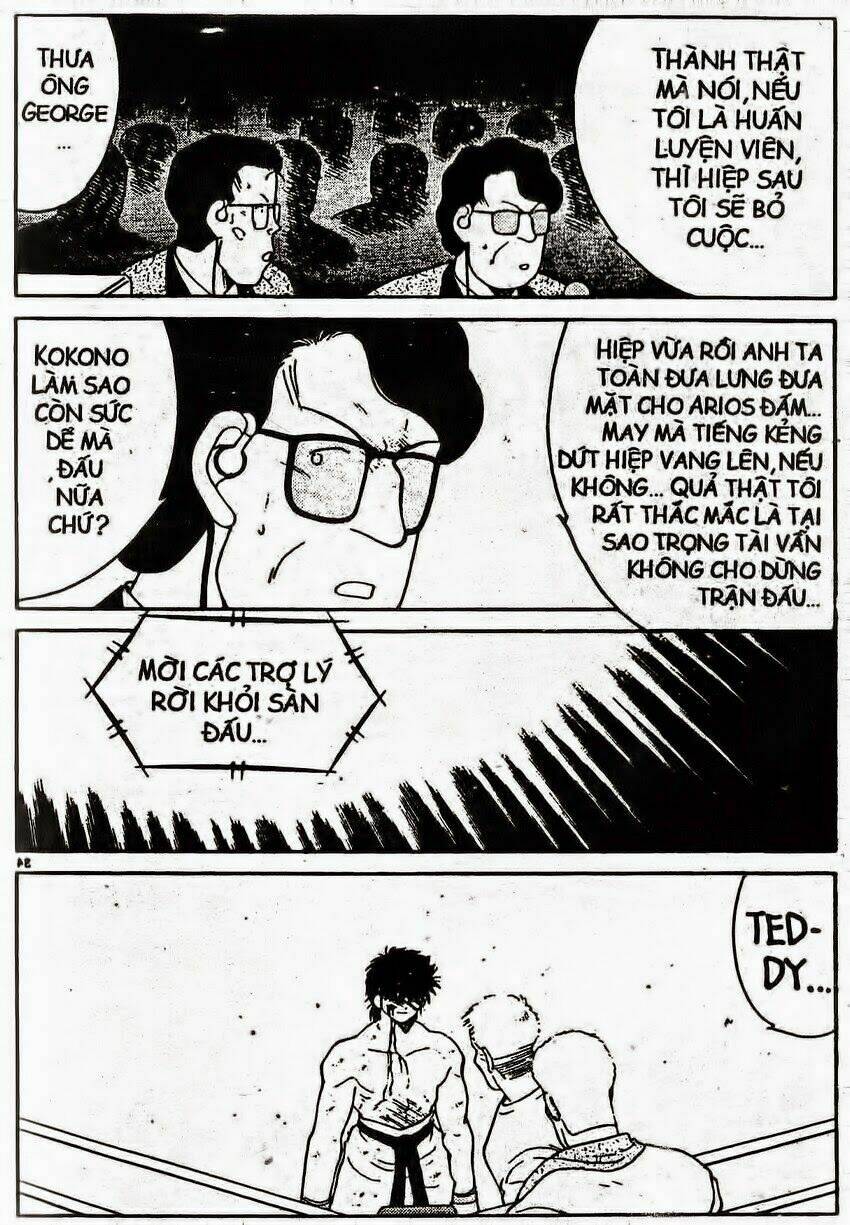 THƯA
ÔNG
GEORGE
...
THÀNH THẬT
MÀ NÓI, NẾU
TÔI LÀ HUẤN
LUYỆN VIÊN,
THÌ HIỆP SAU
TÔI SẼ BỎ
CUỘC...
KOKONO
LÀM SAO
CÒN SỨC
DỂ MÀ
ĐẤU
NỮA
CHỨ?
HIỆP VỪA RỒI ANH TA
TOÀN ĐƯA LƯNG ĐƯA
MẶT CHO ARIOS ĐẤM...
MAY MÀ TIẾNG KẺNG
DỨT HIỆP VANG LÊN, NẾU
KHÔNG... QUẢ THẬT TÔI
RẤT THẮC MẮC LÀ TẠI
SAO TRỌNG TÀI VẪN
KHÔNG CHO DỪNG
TRẬN ĐẤU...
MỜI CÁC TRỢ LÝ
RỜI KHỎI SÀN
ĐẤU...
TED-
DY...